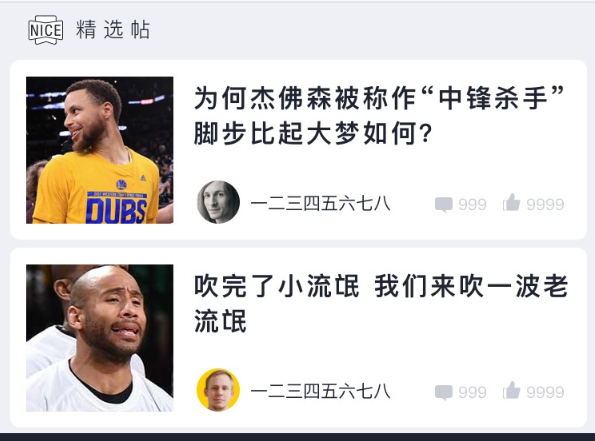 NICE 精选帖
为何杰佛森被称作“中锋杀手”
脚步比起大梦如何?
DUBS
一二三四五六七八 999 9999
吹完了小流氓 我们来吹一波老
流氓
一二三四五六七八 999 9999